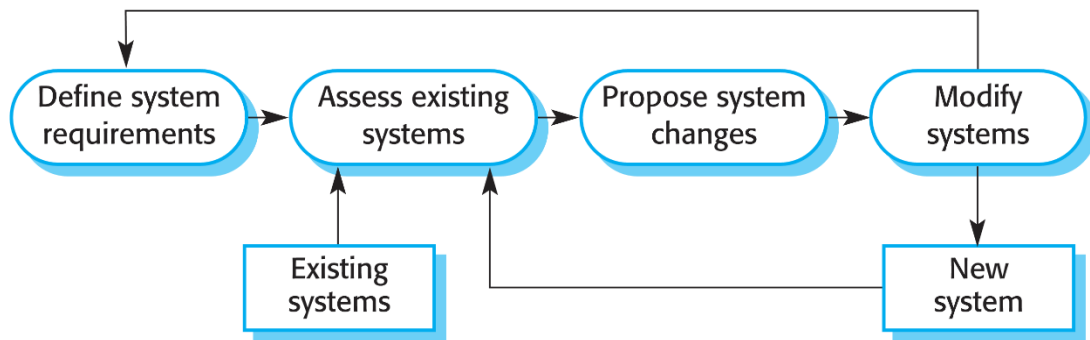 Define system
requirements
Assess existing
systems
Propose system
changes
Modify
systems
Existing
systems
New
system